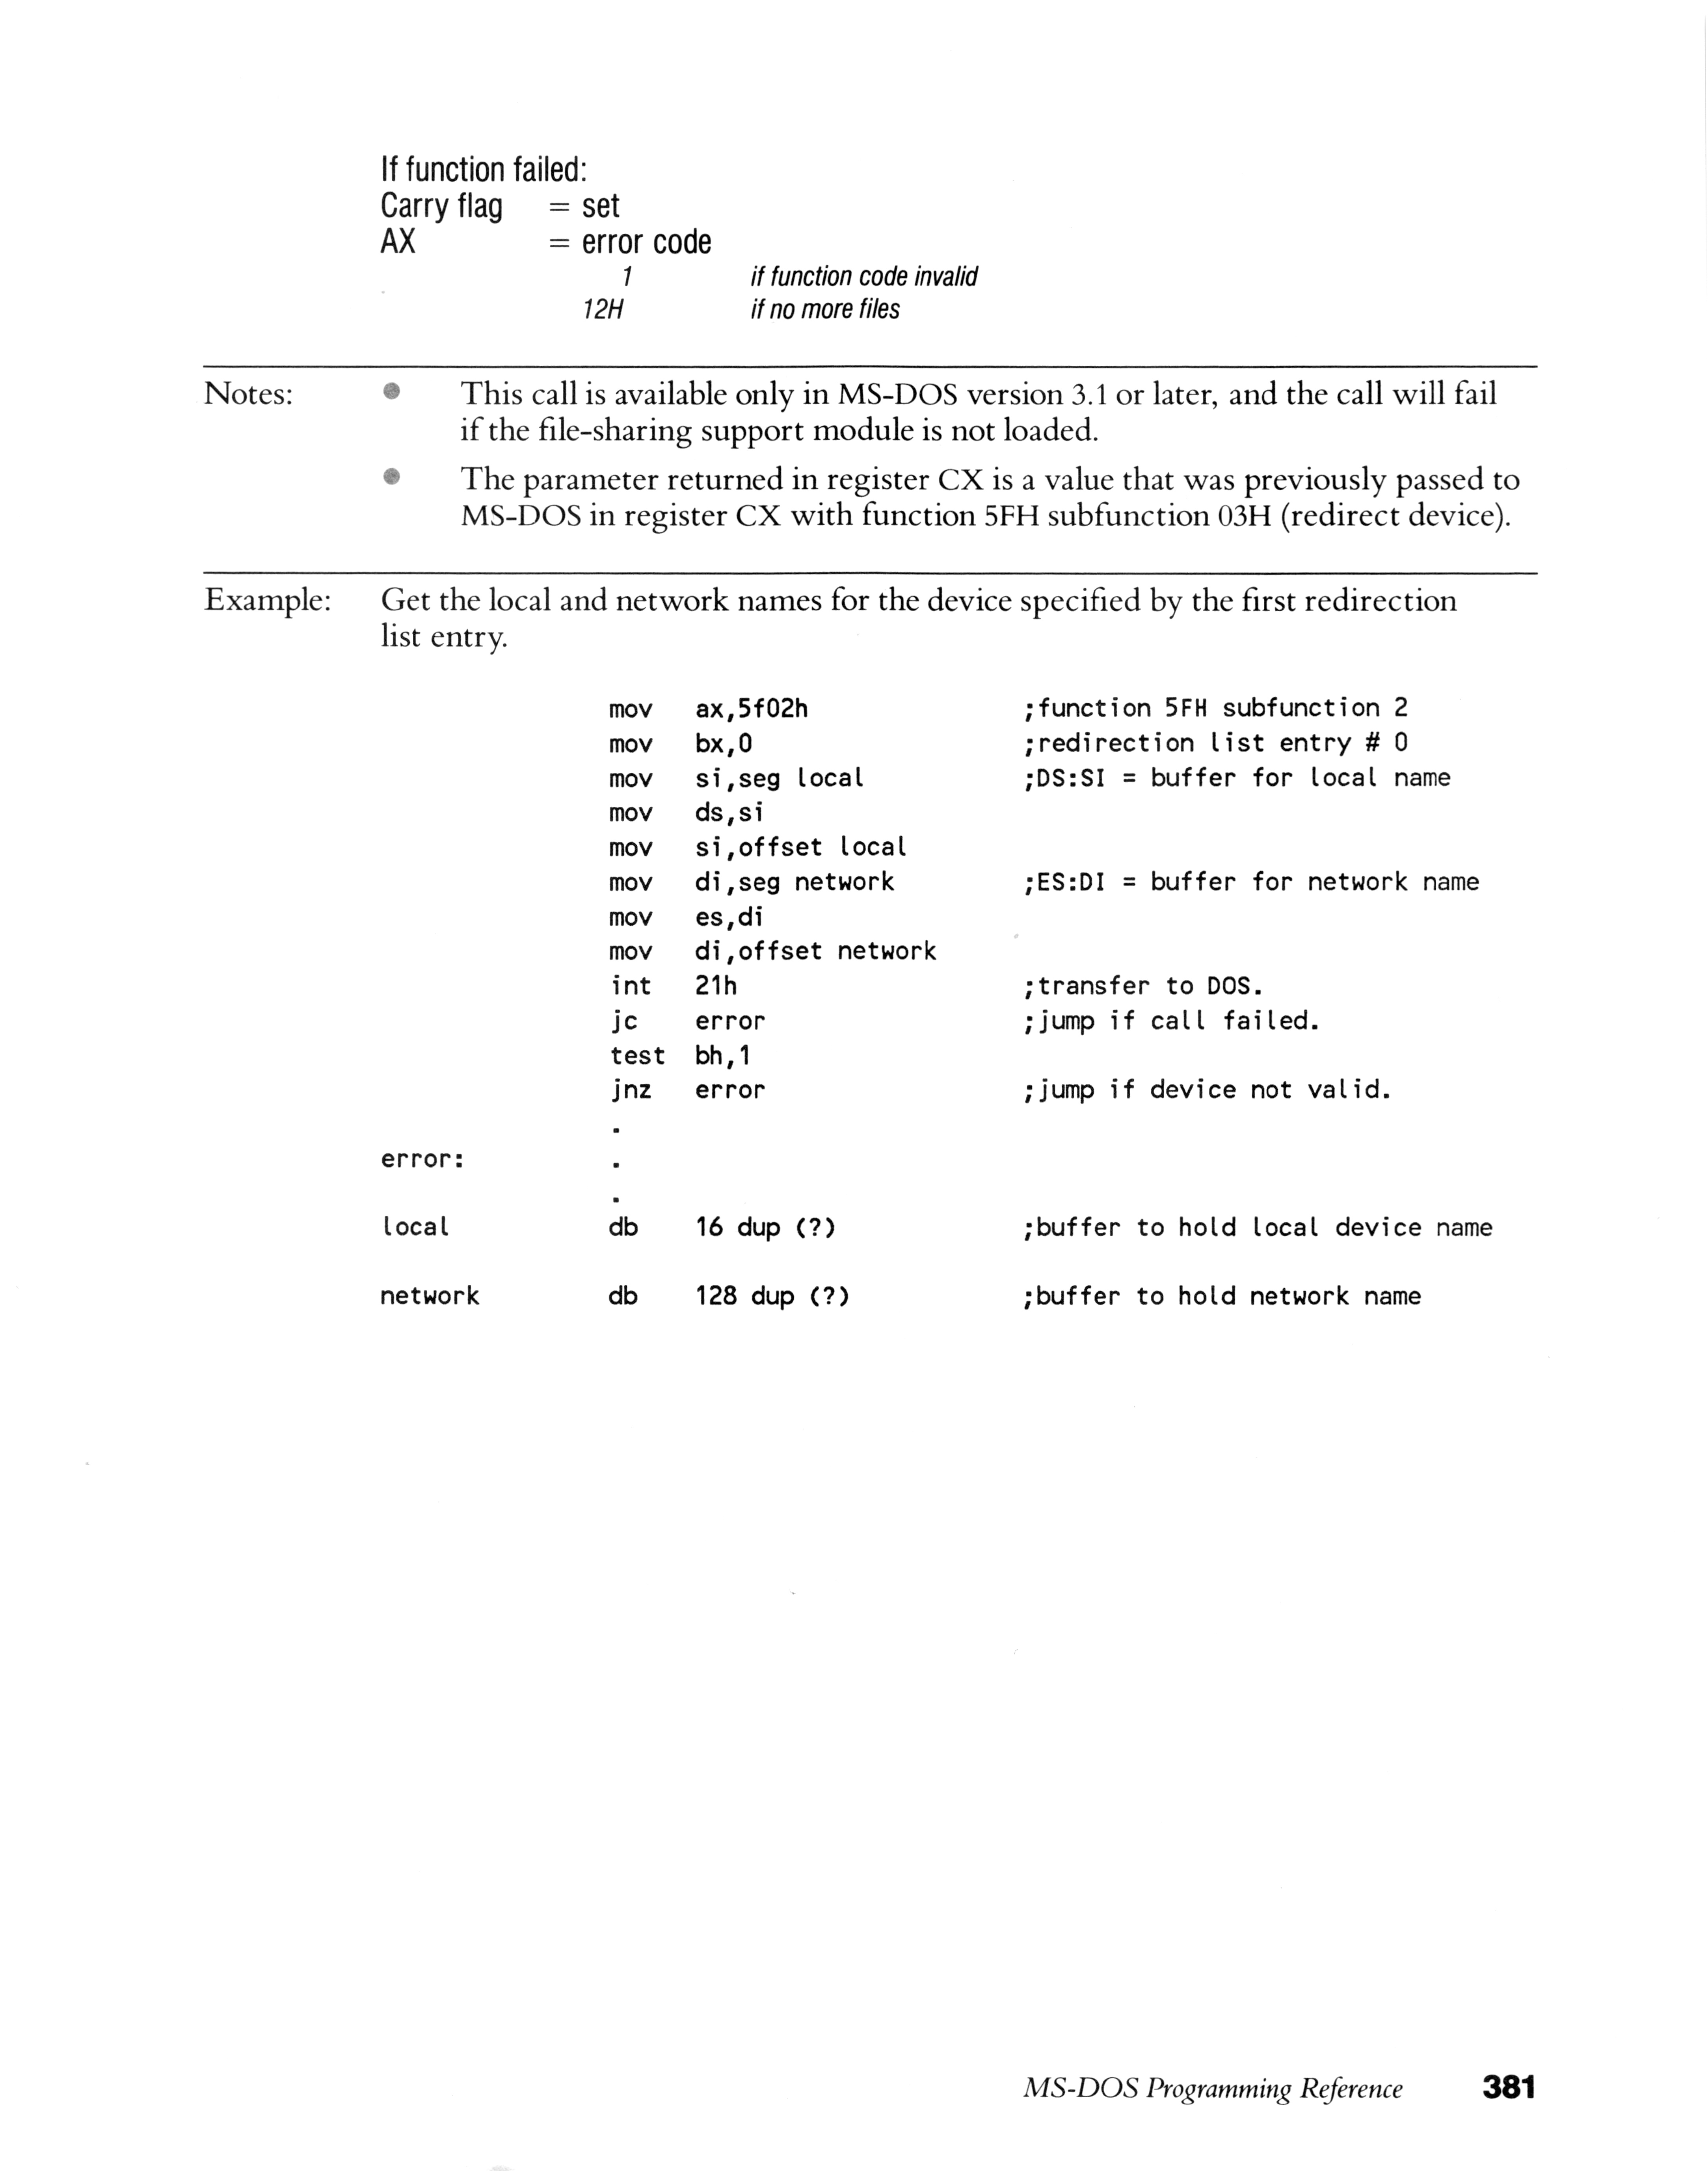 If function failed:
Carry flag = set
AX = error code
1 if function code invalid
12H if no more files
Notes: • This call is available only in MS-DOS version 3.1 or later, and the call will fail
if the file-sharing support module is not loaded.
• The parameter returned in register CX is a value that was previously passed to
MS-DOS in register CX with function 5FH subfunction 03H (redirect device).
Example: Get the local and network names for the device specified by the first redirection
list entry.
mov ax,5f02h ;function 5FH subfunction 2
mov bx,0 ;redirection list entry # 0
mov si,seg local ;DS:SI = buffer for local name
mov ds,si
mov si,offset local
mov di,seg network ;ES:DI = buffer for network name
mov es,di
mov di,offset network
int 21h ;transfer to DOS.
jc error ;jump if call failed.
test bh,1
jnz error ;jump if device not valid.
.
error: .
.
local db 16 dup (?) ;buffer to hold local device name
network db 128 dup (?) ;buffer to hold network name
MS-DOS Programming Reference 381